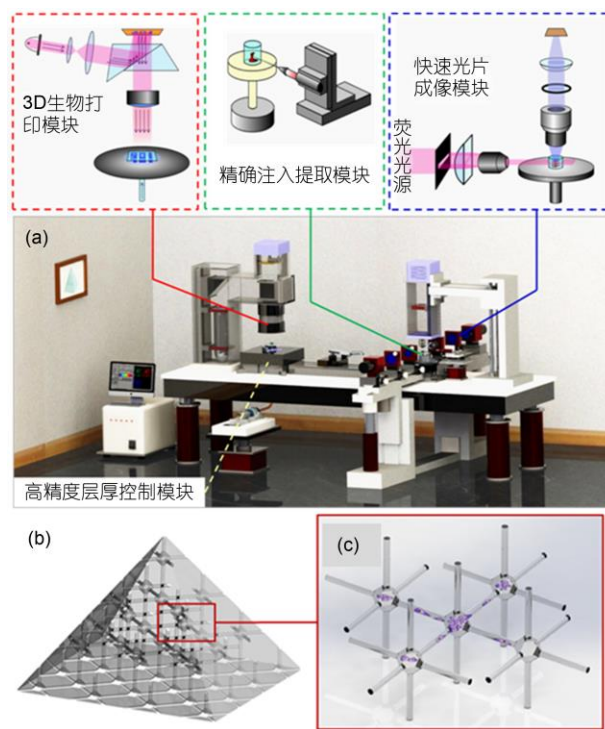 3D生物打
印模块
精确注入提取模块
快速光片
成像模块
荧光光源
(a)
高精度层厚控制模块
(b)
(c)